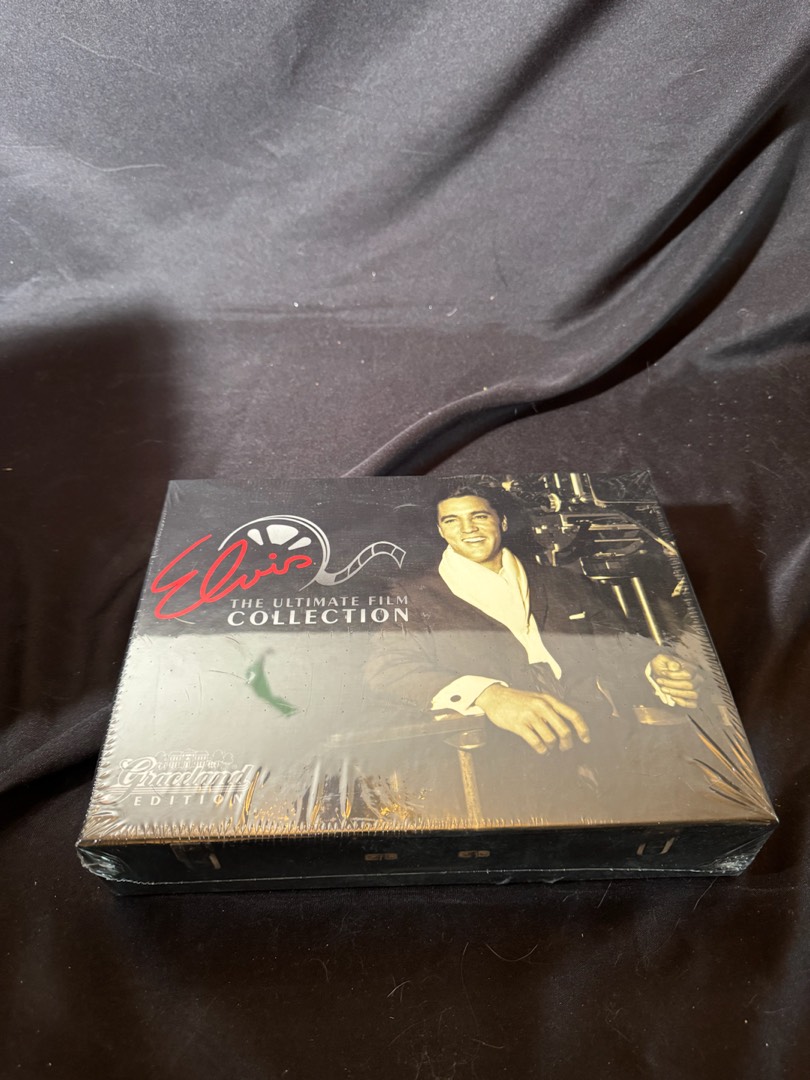 Elvis
THE ULTIMATE FILM
COLLECTION
Graceland
EDITION